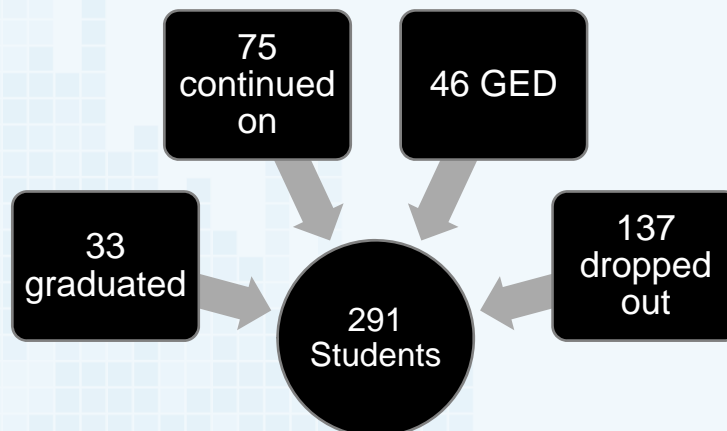 75
continued
on
46 GED
33
graduated
137
dropped
out
291
Students